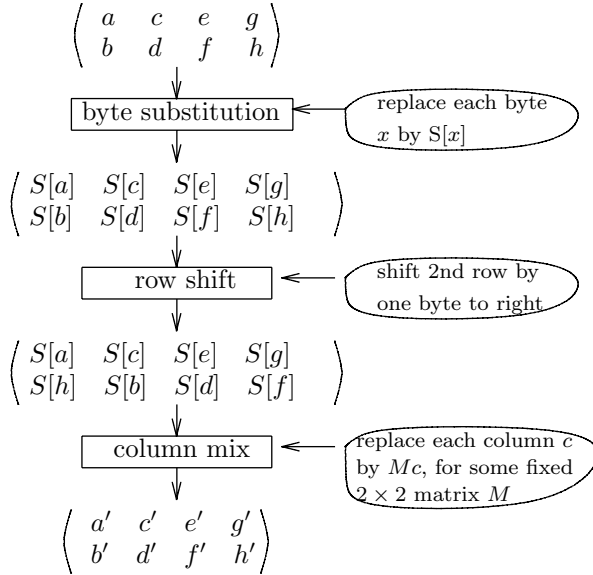 a c e g
b d f h
byte substitution
replace each byte
x by S[x]
S[a] S[c] S[e] S[g]
S[b] S[d] S[f] S[h]
row shift
shift 2nd row by
one byte to right
S[a] S[c] S[e] S[g]
S[h] S[b] S[d] S[f]
column mix
replace each column c
by Mc, for some fixed
2 × 2 matrix M
a′ c′ e′ g′
b′ d′ f′ h′